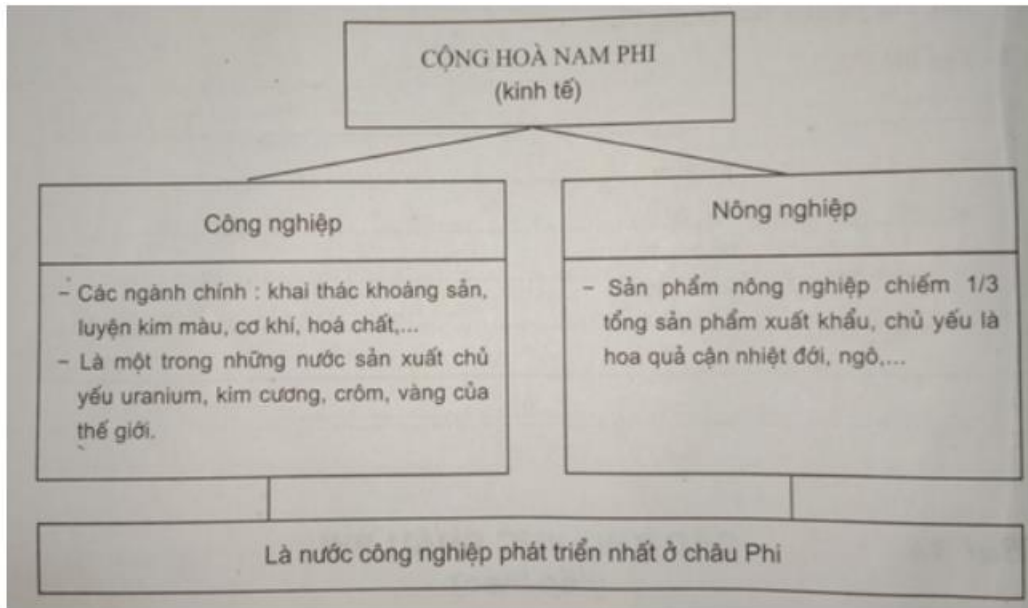 CỘNG HOÀ NAM PHI
(kinh tế)
Công nghiệp
– Các ngành chính : khai thác khoáng sản,
luyện kim màu, cơ khí, hoá chất,...
– Là một trong những nước sản xuất chủ
yếu uranium, kim cương, crôm, vàng của
thế giới.
Nông nghiệp
– Sản phẩm nông nghiệp chiếm 1/3
tổng sản phẩm xuất khẩu, chủ yếu là
hoa quả cận nhiệt đới, ngô,...
Là nước công nghiệp phát triển nhất ở châu Phi